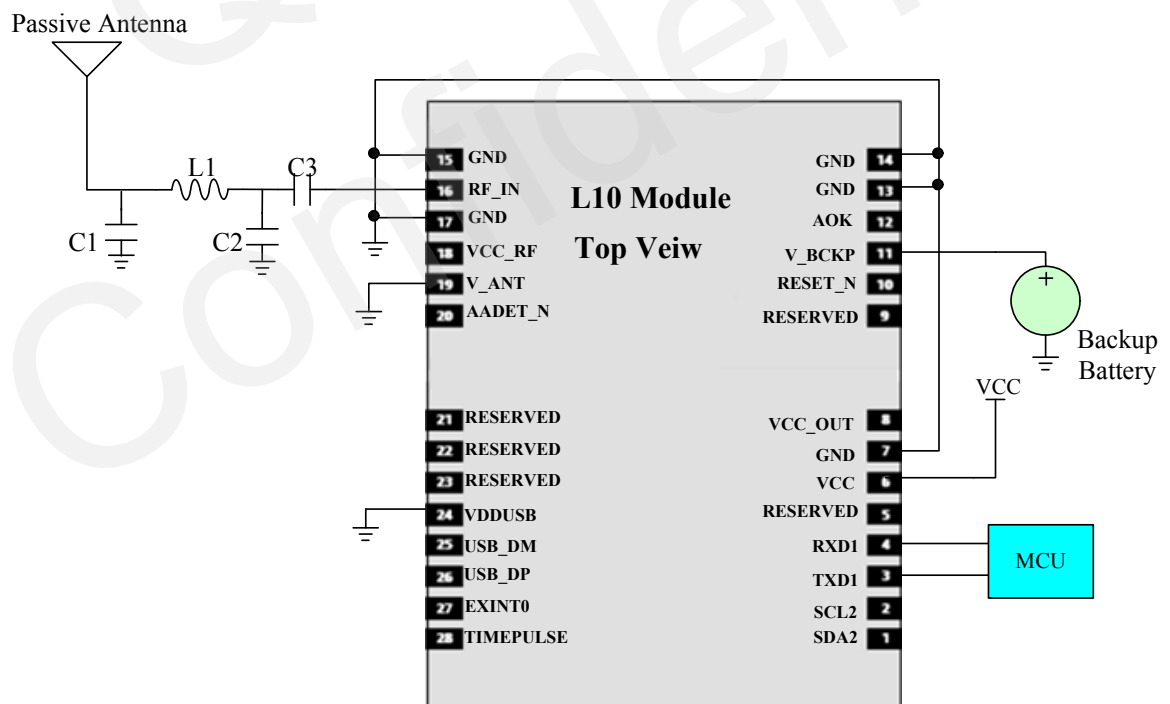 Passive Antenna
L1
C3
C1
C2
L10 Module
Top Veiw
15 GND
16 RF_IN
17 GND
18 VCC_RF
19 V_ANT
20 AADET_N
21 RESERVED
22 RESERVED
23 RESERVED
24 VDDUSB
25 USB_DM
26 USB_DP
27 EXINT0
28 TIMEPULSE
GND 14
GND 13
AOK 12
V_BCKP 11
RESET_N 10
RESERVED 9
VCC_OUT 8
GND 7
VCC 6
RESERVED 5
RXD1 4
TXD1 3
SCL2 2
SDA2 1
+
Backup
Battery
VCC
MCU